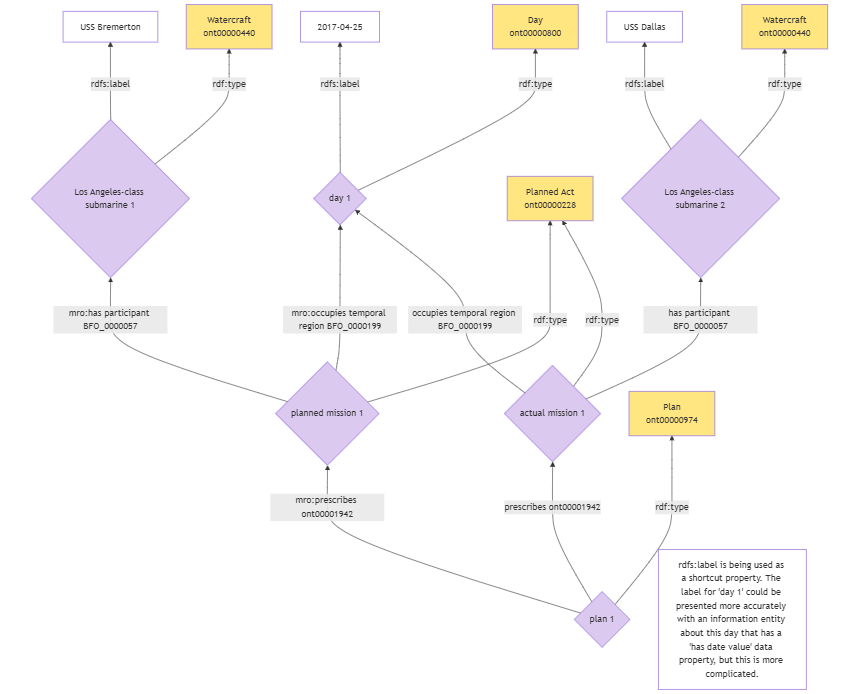 USS Bremerton
Watercraft
ont00000440
2017-04-25
Day
ont00000800
USS Dallas
Watercraft
ont00000440
rdfs:label
rdf:type
rdfs:label
rdf:type
rdfs:label
rdf:type
Los Angeles-class
submarine 1
day 1
Planned Act
ont00000228
Los Angeles-class
submarine 2
mro:has participant
BFO_0000057
mro:occupies temporal
region BFO_0000199
occupies temporal region
BFO_0000199
rdf:type
rdf:type
has participant
BFO_0000057
planned mission 1
actual mission 1
Plan
ont00000974
mro:prescribes
ont00001942
prescribes ont00001942
rdf:type
plan 1
rdfs:label is being used as
a shortcut property. The
label for 'day 1' could be
presented more accurately
with an information entity
about this day that has a
'has date value' data
property, but this is more
complicated.